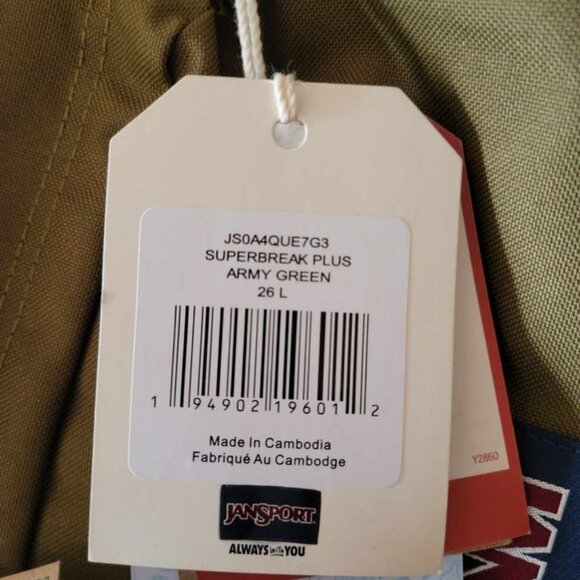 JS0A4QUE7G3
SUPERBREAK PLUS
ARMY GREEN
26 L
1 94902 19601 2
Made In Cambodia
Fabriqué Au Cambodge
JANSPORT
ALWAYS with YOU
Y2860